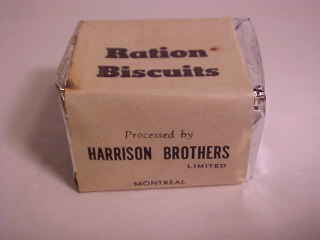 Ration
Biscuits
Processed by
HARRISON BROTHERS
LIMITED
MONTREAL